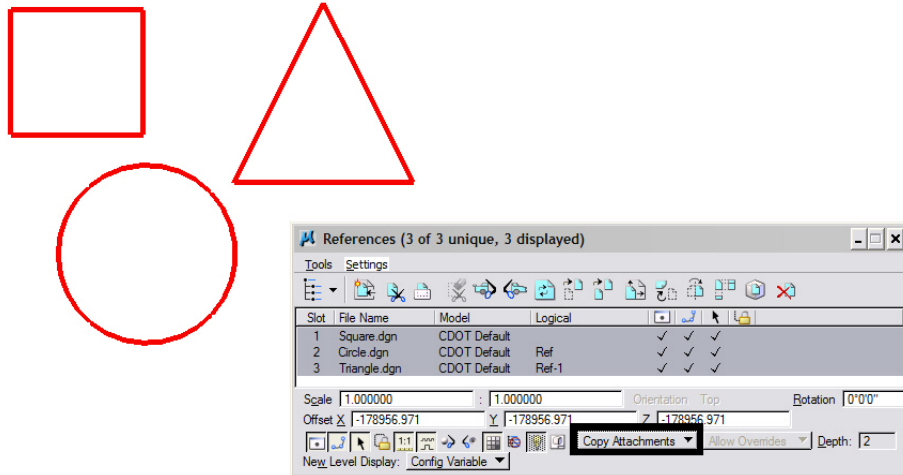 References (3 of 3 unique, 3 displayed)
Tools Settings
Slot File Name Model Logical
1 Square.dgn CDOT Default
2 Circle.dgn CDOT Default Ref
3 Triangle.dgn CDOT Default Ref-1
Scale 1.000000 : 1.000000 Orientation Top Rotation 0°0'0"
Offset X -178956.971 Y -178956.971 Z -178956.971
1:1 Copy Attachments Allow Overrides Depth: 2
New Level Display: Config Variable